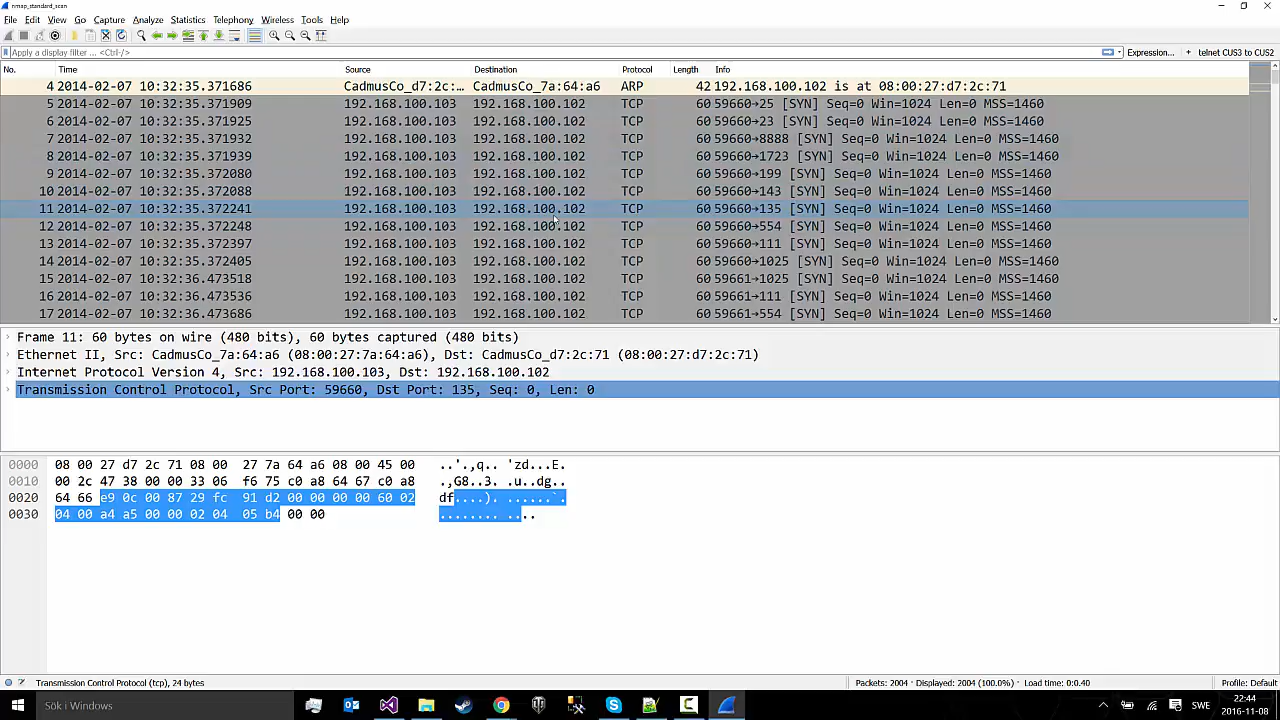 nmap_standard_scan
File Edit View Go Capture Analyze Statistics Telephony Wireless Tools Help
Apply a display filter ... <Ctrl-/> Expression... + telnet CUS3 to CUS2
No. Time Source Destination Protocol Length Info
4 2014-02-07 10:32:35.371686 CadmusCo_d7:2c:... CadmusCo_7a:64:a6 ARP 42 192.168.100.102 is at 08:00:27:d7:2c:71
5 2014-02-07 10:32:35.371909 192.168.100.103 192.168.100.102 TCP 60 59660→25 [SYN] Seq=0 Win=1024 Len=0 MSS=1460
6 2014-02-07 10:32:35.371925 192.168.100.103 192.168.100.102 TCP 60 59660→23 [SYN] Seq=0 Win=1024 Len=0 MSS=1460
7 2014-02-07 10:32:35.371932 192.168.100.103 192.168.100.102 TCP 60 59660→8888 [SYN] Seq=0 Win=1024 Len=0 MSS=1460
8 2014-02-07 10:32:35.371939 192.168.100.103 192.168.100.102 TCP 60 59660→1723 [SYN] Seq=0 Win=1024 Len=0 MSS=1460
9 2014-02-07 10:32:35.372080 192.168.100.103 192.168.100.102 TCP 60 59660→199 [SYN] Seq=0 Win=1024 Len=0 MSS=1460
10 2014-02-07 10:32:35.372088 192.168.100.103 192.168.100.102 TCP 60 59660→143 [SYN] Seq=0 Win=1024 Len=0 MSS=1460
11 2014-02-07 10:32:35.372241 192.168.100.103 192.168.100.102 TCP 60 59660→135 [SYN] Seq=0 Win=1024 Len=0 MSS=1460
12 2014-02-07 10:32:35.372248 192.168.100.103 192.168.100.102 TCP 60 59660→554 [SYN] Seq=0 Win=1024 Len=0 MSS=1460
13 2014-02-07 10:32:35.372397 192.168.100.103 192.168.100.102 TCP 60 59660→111 [SYN] Seq=0 Win=1024 Len=0 MSS=1460
14 2014-02-07 10:32:35.372405 192.168.100.103 192.168.100.102 TCP 60 59660→1025 [SYN] Seq=0 Win=1024 Len=0 MSS=1460
15 2014-02-07 10:32:36.473518 192.168.100.103 192.168.100.102 TCP 60 59661→1025 [SYN] Seq=0 Win=1024 Len=0 MSS=1460
16 2014-02-07 10:32:36.473536 192.168.100.103 192.168.100.102 TCP 60 59661→111 [SYN] Seq=0 Win=1024 Len=0 MSS=1460
17 2014-02-07 10:32:36.473686 192.168.100.103 192.168.100.102 TCP 60 59661→554 [SYN] Seq=0 Win=1024 Len=0 MSS=1460
Frame 11: 60 bytes on wire (480 bits), 60 bytes captured (480 bits)
Ethernet II, Src: CadmusCo_7a:64:a6 (08:00:27:7a:64:a6), Dst: CadmusCo_d7:2c:71 (08:00:27:d7:2c:71)
Internet Protocol Version 4, Src: 192.168.100.103, Dst: 192.168.100.102
Transmission Control Protocol, Src Port: 59660, Dst Port: 135, Seq: 0, Len: 0
0000 08 00 27 d7 2c 71 08 00 27 7a 64 a6 08 00 45 00 ..'.,q.. 'zd...E.
0010 00 2c 47 38 00 00 33 06 f6 75 c0 a8 64 67 c0 a8 .,G8..3. .u..dg..
0020 64 66 e9 0c 00 87 29 fc 91 d2 00 00 00 00 60 02 df....). ......`.
0030 04 00 a4 a5 00 00 02 04 05 b4 00 00 ........ ....
Transmission Control Protocol (tcp), 24 bytes Packets: 2004 · Displayed: 2004 (100.0%) · Load time: 0:0.40 Profile: Default
Sök i Windows SWE 22:44
2016-11-08